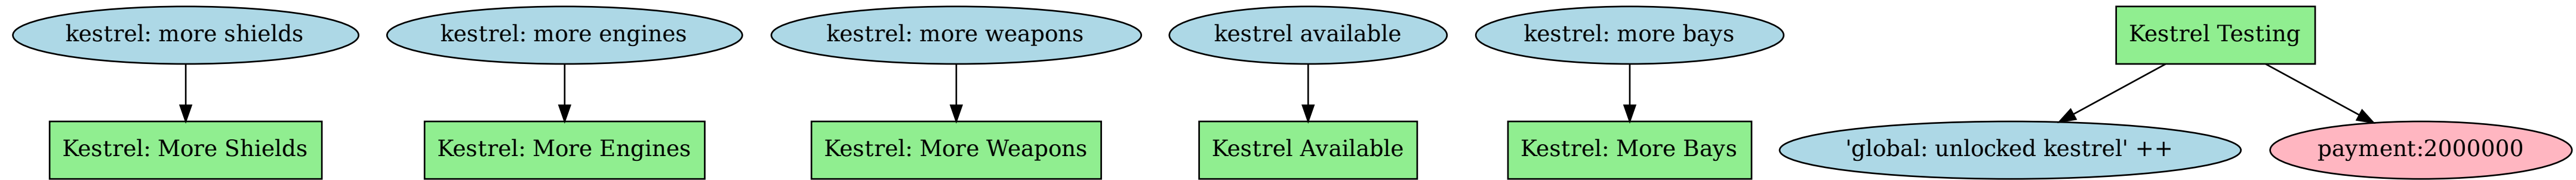 kestrel: more shields
kestrel: more engines
kestrel: more weapons
kestrel available
kestrel: more bays
Kestrel Testing
Kestrel: More Shields
Kestrel: More Engines
Kestrel: More Weapons
Kestrel Available
Kestrel: More Bays
'global: unlocked kestrel' ++
payment:2000000